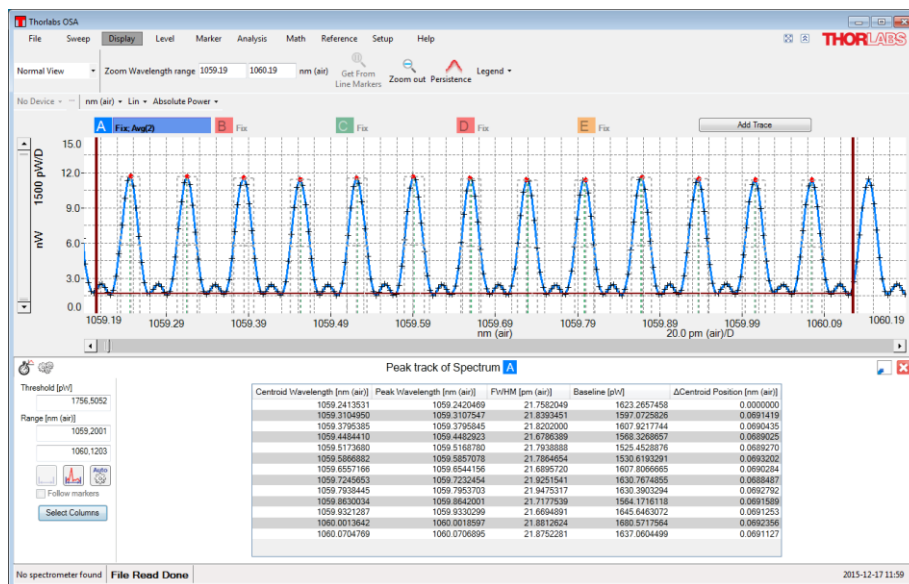 Thorlabs OSA
File Sweep Display Level Marker Analysis Math Reference Setup Help
THORLABS
Normal View Zoom Wavelength range 1059.19 1060.19 nm (air) Get From Line Markers Zoom out Persistence Legend
No Device nm (air) Lin Absolute Power
A Fix; Avg(2) B Fix C Fix D Fix E Fix Add Trace
15.0
12.0
9.0
6.0
3.0
0.0
1500 pW/D
nW
1059.19 1059.29 1059.39 1059.49 1059.59 1059.69 1059.79 1059.89 1059.99 1060.09 1060.19
nm (air) 20.0 pm (air)/D
Peak track of Spectrum A
Threshold [pW]
1756,5052
Range [nm (air)]
1059,2001
1060,1203
Auto
Follow markers
Select Columns
Centroid Wavelength [nm (air)] Peak Wavelength [nm (air)] FWHM [pm (air)] Baseline [pW] ΔCentroid Position [nm (air)]
1059.2413531 1059.2420469 21.7582049 1623.2657458 0.0000000
1059.3104950 1059.3107547 21.8393451 1597.0725826 0.0691419
1059.3795385 1059.3795845 21.8202000 1607.9217744 0.0690435
1059.4484410 1059.4482923 21.6786389 1568.3268657 0.0689025
1059.5173680 1059.5168780 21.7938888 1525.4528876 0.0689270
1059.5866882 1059.5857078 21.7864654 1530.6193291 0.0693202
1059.6557166 1059.6544156 21.6895720 1607.8066665 0.0690284
1059.7245653 1059.7232454 21.9251541 1630.7674855 0.0688487
1059.7938445 1059.7953703 21.9475317 1630.3903294 0.0692792
1059.8630034 1059.8642001 21.7177539 1564.1716118 0.0691589
1059.9321287 1059.9330299 21.6694891 1645.6463072 0.0691253
1060.0013642 1060.0018597 21.8812624 1680.5717564 0.0692356
1060.0704769 1060.0706895 21.8752281 1637.0604499 0.0691127
No spectrometer found File Read Done 2015-12-17 11:59